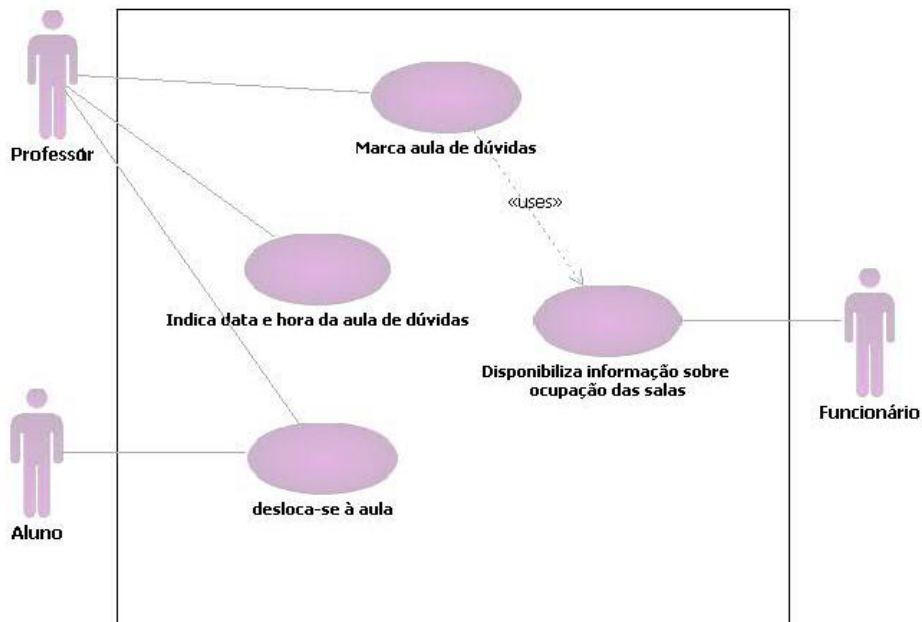 Professor
Marca aula de dúvidas
«uses»
Indica data e hora da aula de dúvidas
Disponibiliza informação sobre
ocupação das salas
Funcionário
desloca-se à aula
Aluno